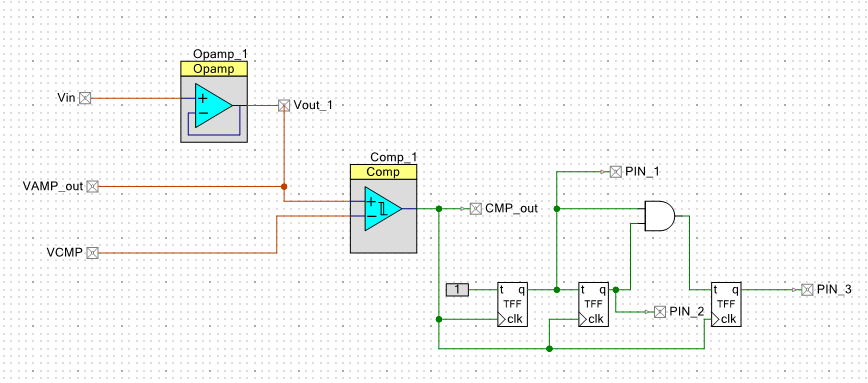 Opamp_1
Opamp
Vin
+
−
Vout_1
Comp_1
Comp
VAMP_out
+
−
VCMP
CMP_out
PIN_1
1
t q
TFF
clk
t q
TFF
clk
PIN_2
t q
TFF
clk
PIN_3